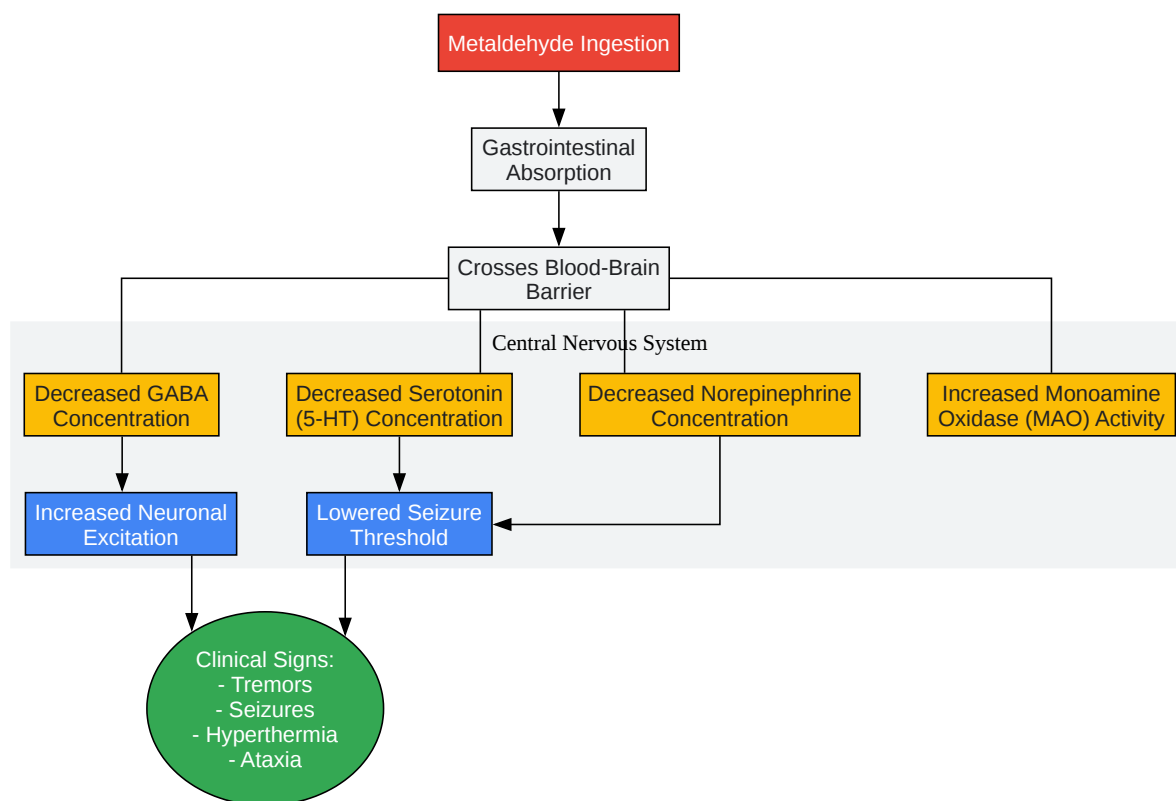 Metaldehyde Ingestion
Gastrointestinal
Absorption
Crosses Blood-Brain
Barrier
Central Nervous System
Decreased GABA
Concentration
Decreased Serotonin
(5-HT) Concentration
Decreased Norepinephrine
Concentration
Increased Monoamine
Oxidase (MAO) Activity
Increased Neuronal
Excitation
Lowered Seizure
Threshold
Clinical Signs:
- Tremors
- Seizures
- Hyperthermia
- Ataxia